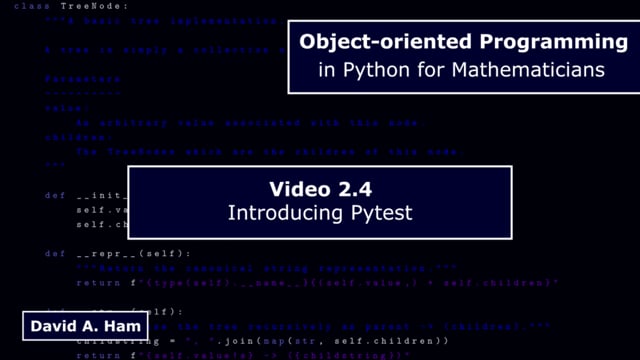 class TreeNode:
"""A basic tree implementation
Object-oriented Programming
in Python for Mathematicians
A tree is simply a collection
Parameters
----------
value:
An arbitrary value associated with this node.
children:
The TreeNodes which are the children of this node.
"""
Video 2.4
Introducing Pytest
def __init_
self.va
self.ch
def __repr__(self):
"""Return the canonical string representation."""
return f"{type(self).__name__}{(self.value,) + self.children}"
David A. Ham
childstring = ", ".join(map(str, self.children))
return f"{self.value!s} -> ({childstring})"